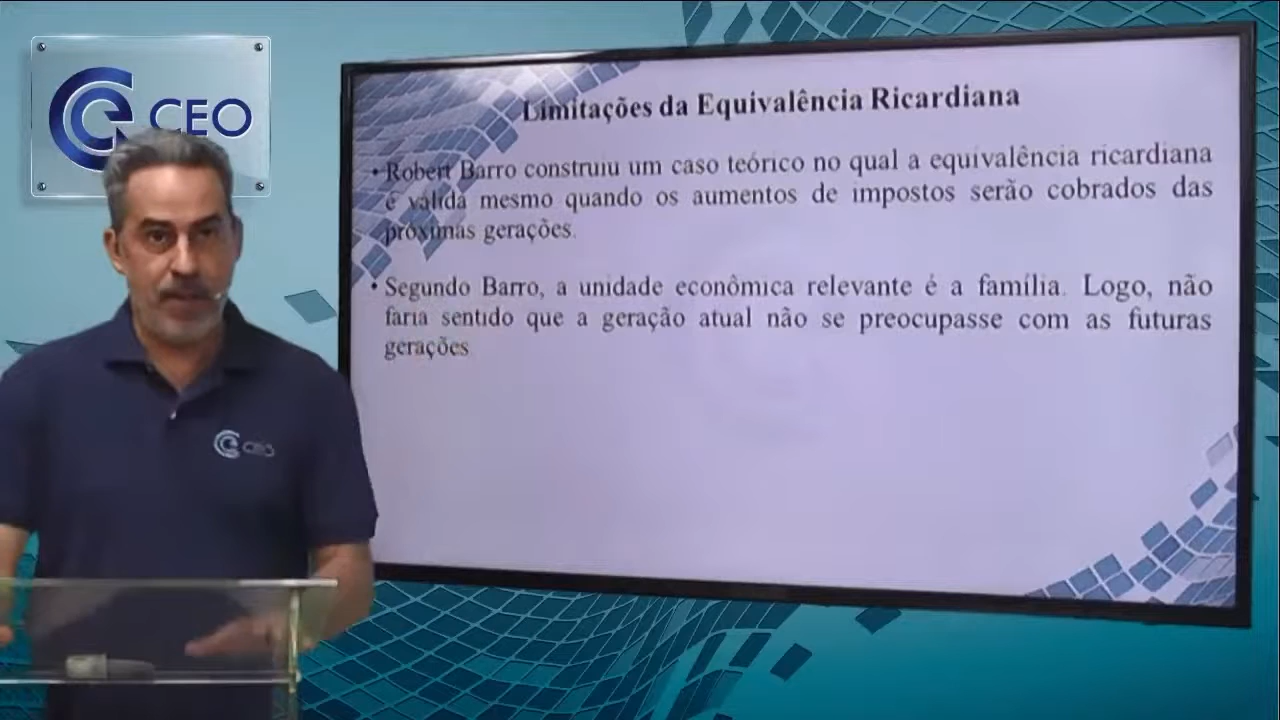 CEO
Limitações da Equivalência Ricardiana
• Robert Barro construiu um caso teórico no qual a equivalência ricardiana
é válida mesmo quando os aumentos de impostos serão cobrados das
próximas gerações.
• Segundo Barro, a unidade econômica relevante é a família. Logo, não
faria sentido que a geração atual não se preocupasse com as futuras
gerações
CEO